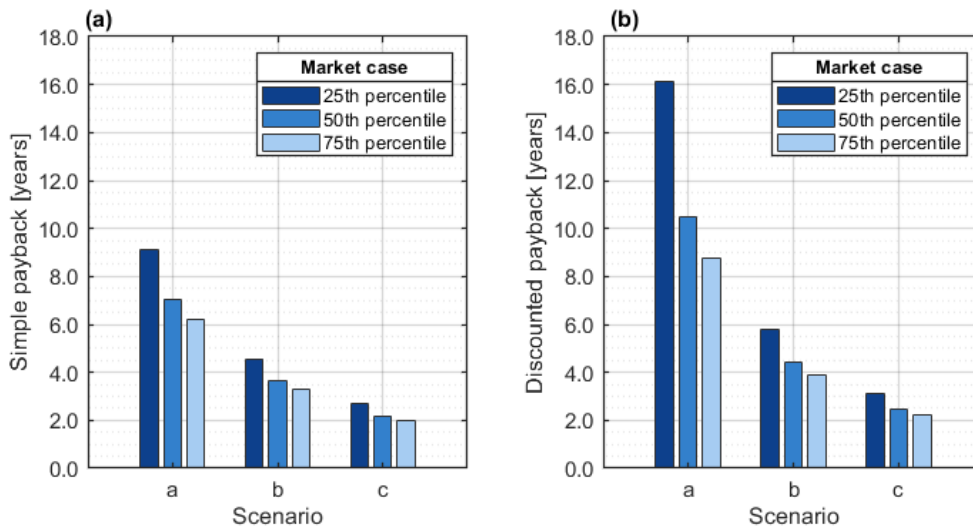 (a)
Simple payback [years]
18.0
16.0
14.0
12.0
10.0
8.0
6.0
4.0
2.0
0.0
Market case
25th percentile
50th percentile
75th percentile
a b c
Scenario
(b)
Discounted payback [years]
18.0
16.0
14.0
12.0
10.0
8.0
6.0
4.0
2.0
0.0
Market case
25th percentile
50th percentile
75th percentile
a b c
Scenario